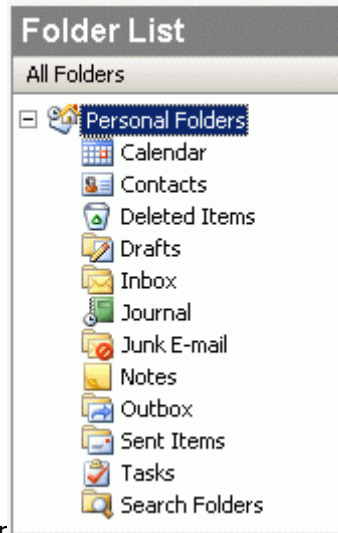 Folder List
All Folders
Personal Folders
Calendar
Contacts
Deleted Items
Drafts
Inbox
Journal
Junk E-mail
Notes
Outbox
Sent Items
Tasks
Search Folders
r